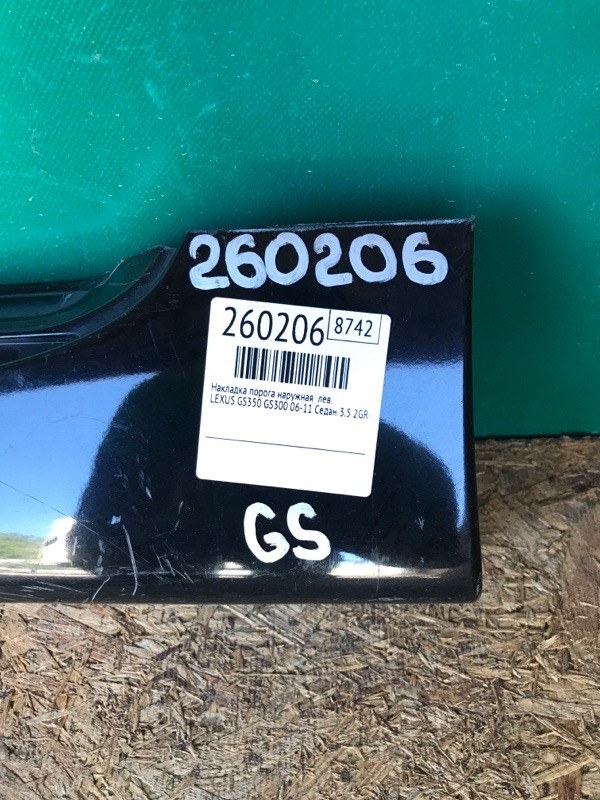 260206
260206 8742
Накладка порога наружная лев.
LEXUS GS350 GS300 06-11 Седан 3.5 2GR
GS